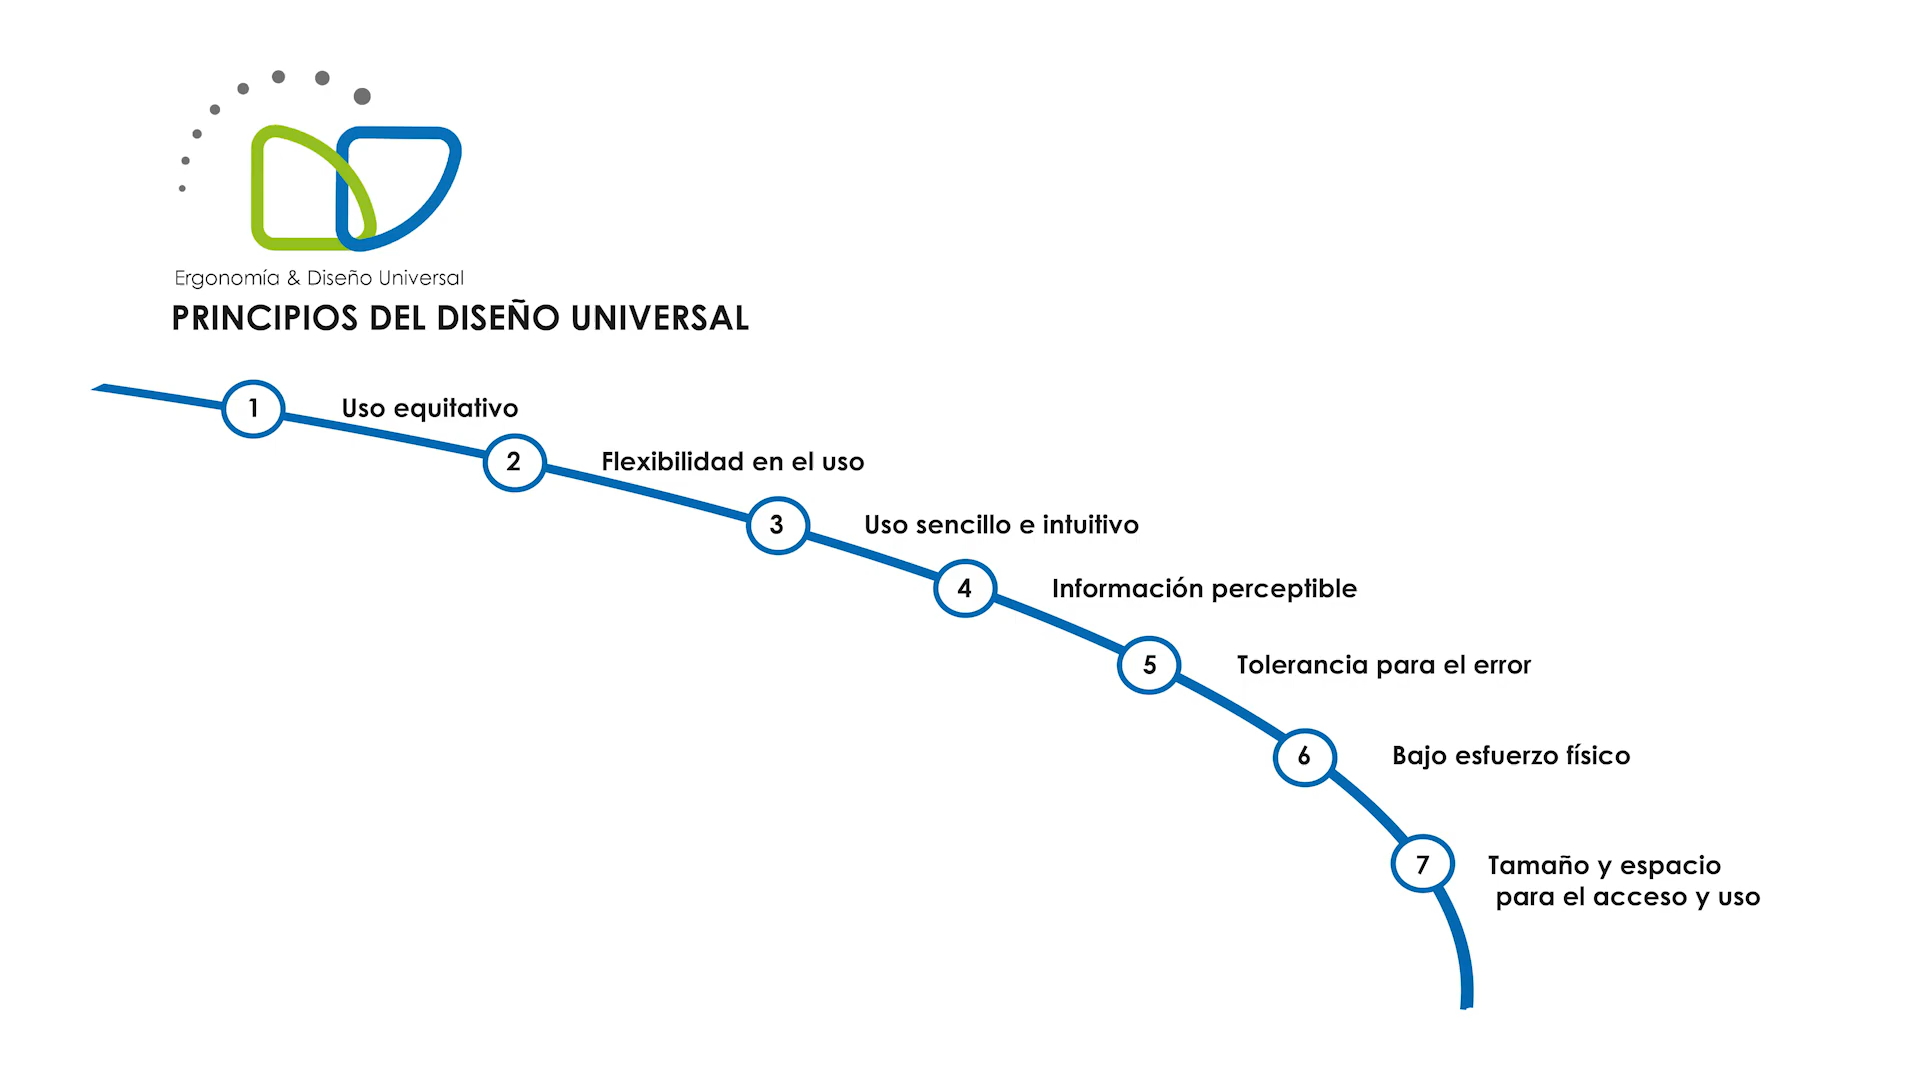 Ergonomía & Diseño Universal
PRINCIPIOS DEL DISEÑO UNIVERSAL
1 Uso equitativo
2 Flexibilidad en el uso
3 Uso sencillo e intuitivo
4 Información perceptible
5 Tolerancia para el error
6 Bajo esfuerzo físico
7 Tamaño y espacio
para el acceso y uso